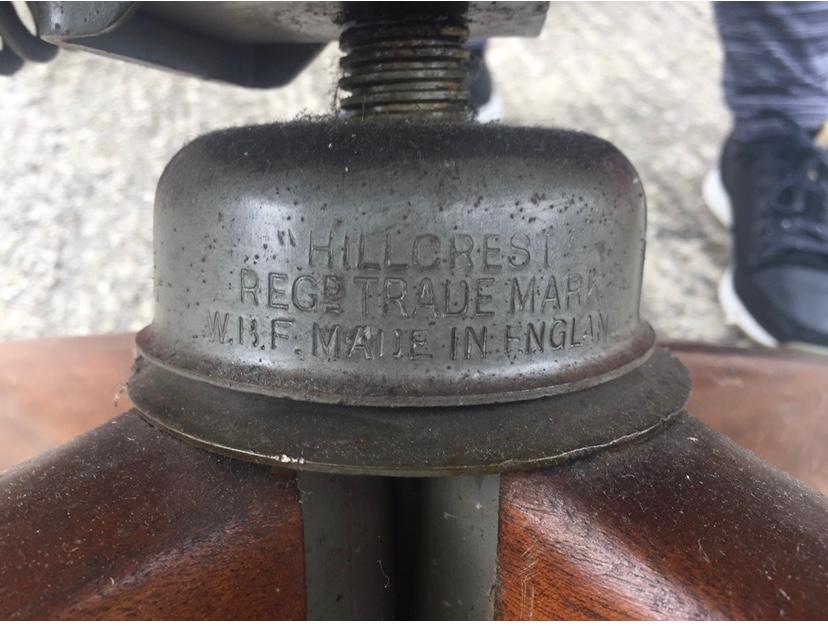 "HILLCREST
REGD TRADE MARK
W.H.F. MADE IN ENGLAN